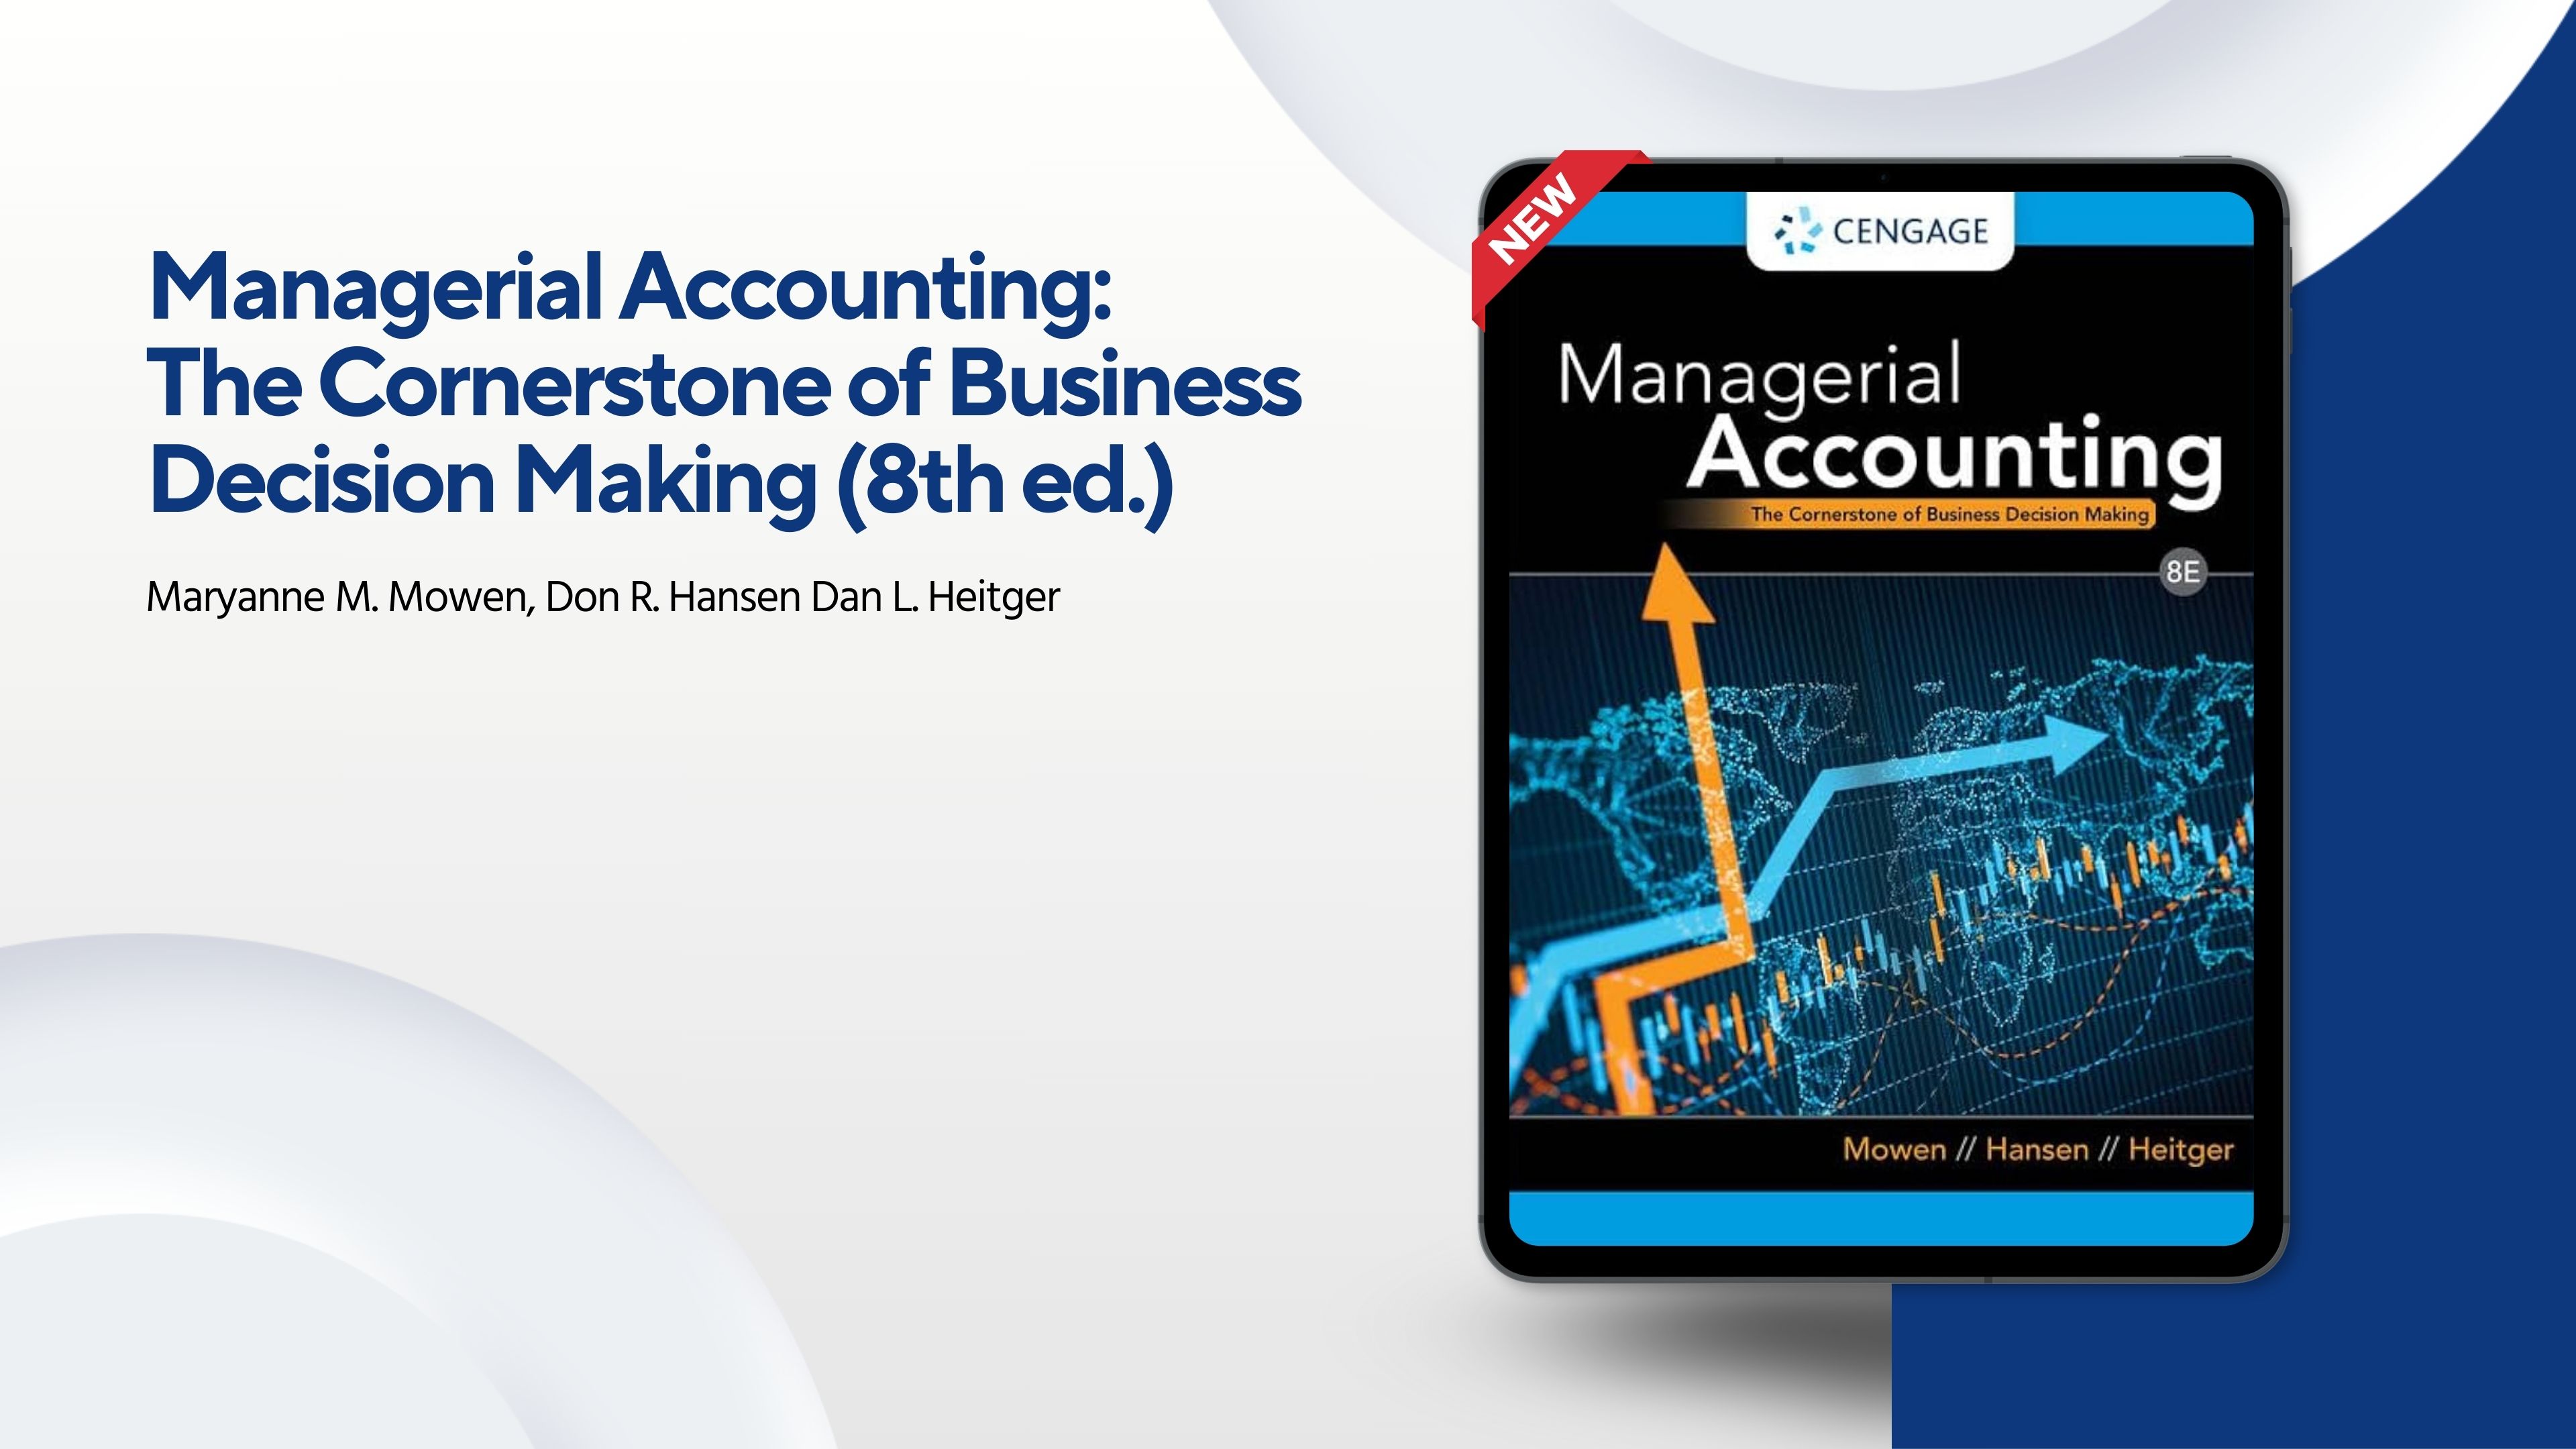 Managerial Accounting:
The Cornerstone of Business
Decision Making (8th ed.)
Maryanne M. Mowen, Don R. Hansen Dan L. Heitger
NEW
CENGAGE
Managerial
Accounting
The Cornerstone of Business Decision Making
8E
Mowen // Hansen // Heitger